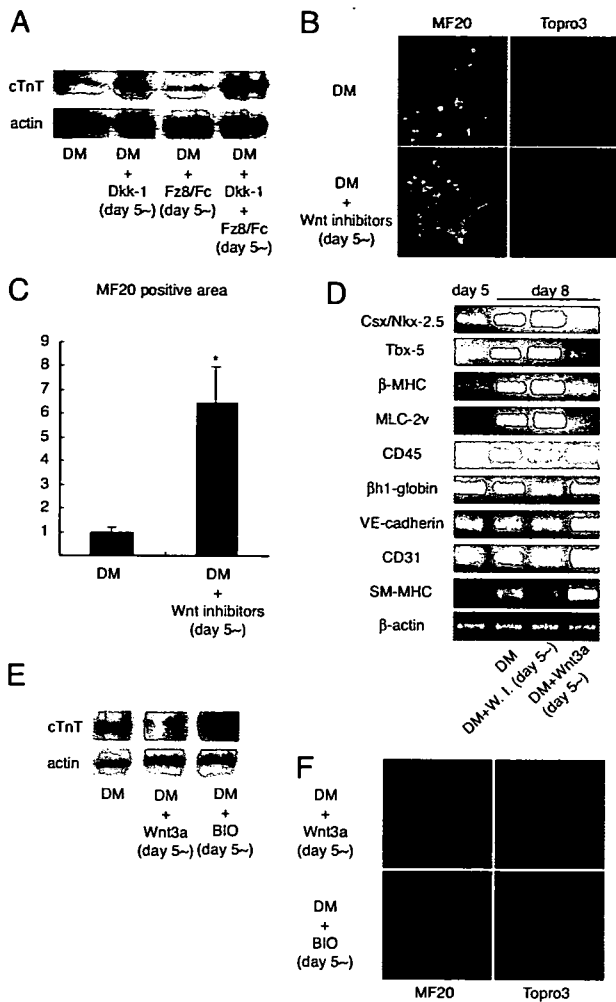 A
cTnT
actin
DM
DM
+
Dkk-1
(day 5~)
DM
+
Fz8/Fc
(day 5~)
DM
+
Dkk-1
+
Fz8/Fc
(day 5~)
B
MF20 Topro3
DM
DM
+
Wnt inhibitors
(day 5~)
C
MF20 positive area
9
8
7
6
5
4
3
2
1
*
DM
DM
+
Wnt inhibitors
(day 5~)
D
day 5 day 8
Csx/Nkx-2.5
Tbx-5
β-MHC
MLC-2v
CD45
βh1-globin
VE-cadherin
CD31
SM-MHC
β-actin
DM
DM+W. I. (day 5~)
DM+Wnt3a
(day 5~)
E
cTnT
actin
DM
DM
+
Wnt3a
(day 5~)
DM
+
BIO
(day 5~)
F
DM
+
Wnt3a
(day 5~)
DM
+
BIO
(day 5~)
MF20 Topro3